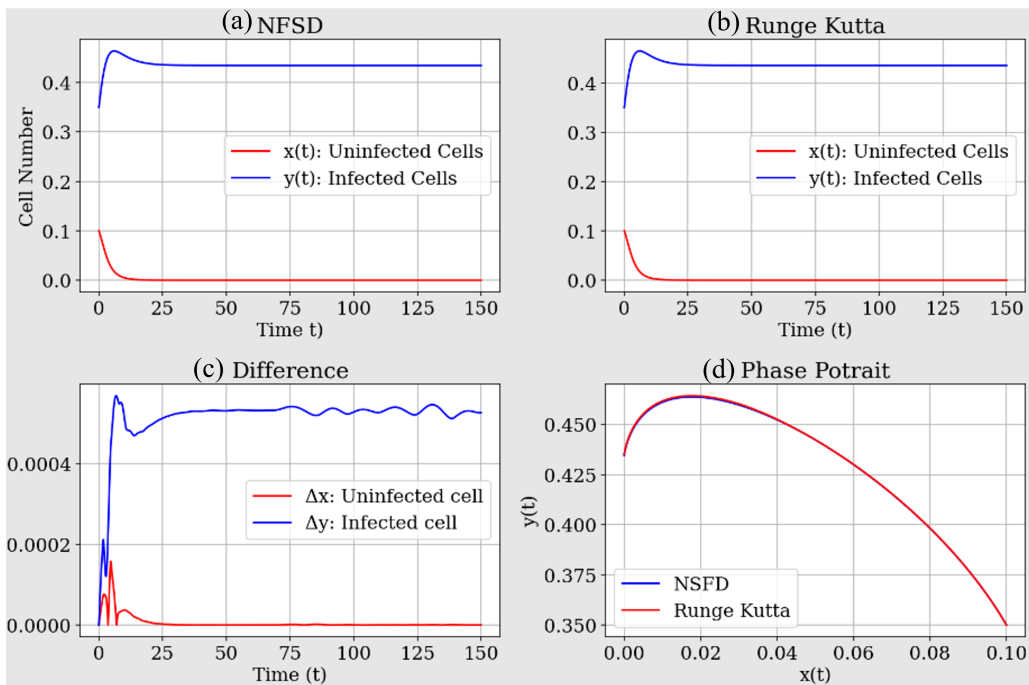 (a) NFSD
Cell Number
0.4
0.3
0.2
0.1
0.0
x(t): Uninfected Cells
y(t): Infected Cells
0 25 50 75 100 125 150
Time t)
(b) Runge Kutta
0.4
0.3
0.2
0.1
0.0
x(t): Uninfected Cells
y(t): Infected Cells
0 25 50 75 100 125 150
Time (t)
(c) Difference
0.0004
0.0002
0.0000
Δx: Uninfected cell
Δy: Infected cell
0 25 50 75 100 125 150
Time (t)
(d) Phase Potrait
y(t)
0.450
0.425
0.400
0.375
0.350
NSFD
Runge Kutta
0.00 0.02 0.04 0.06 0.08 0.10
x(t)